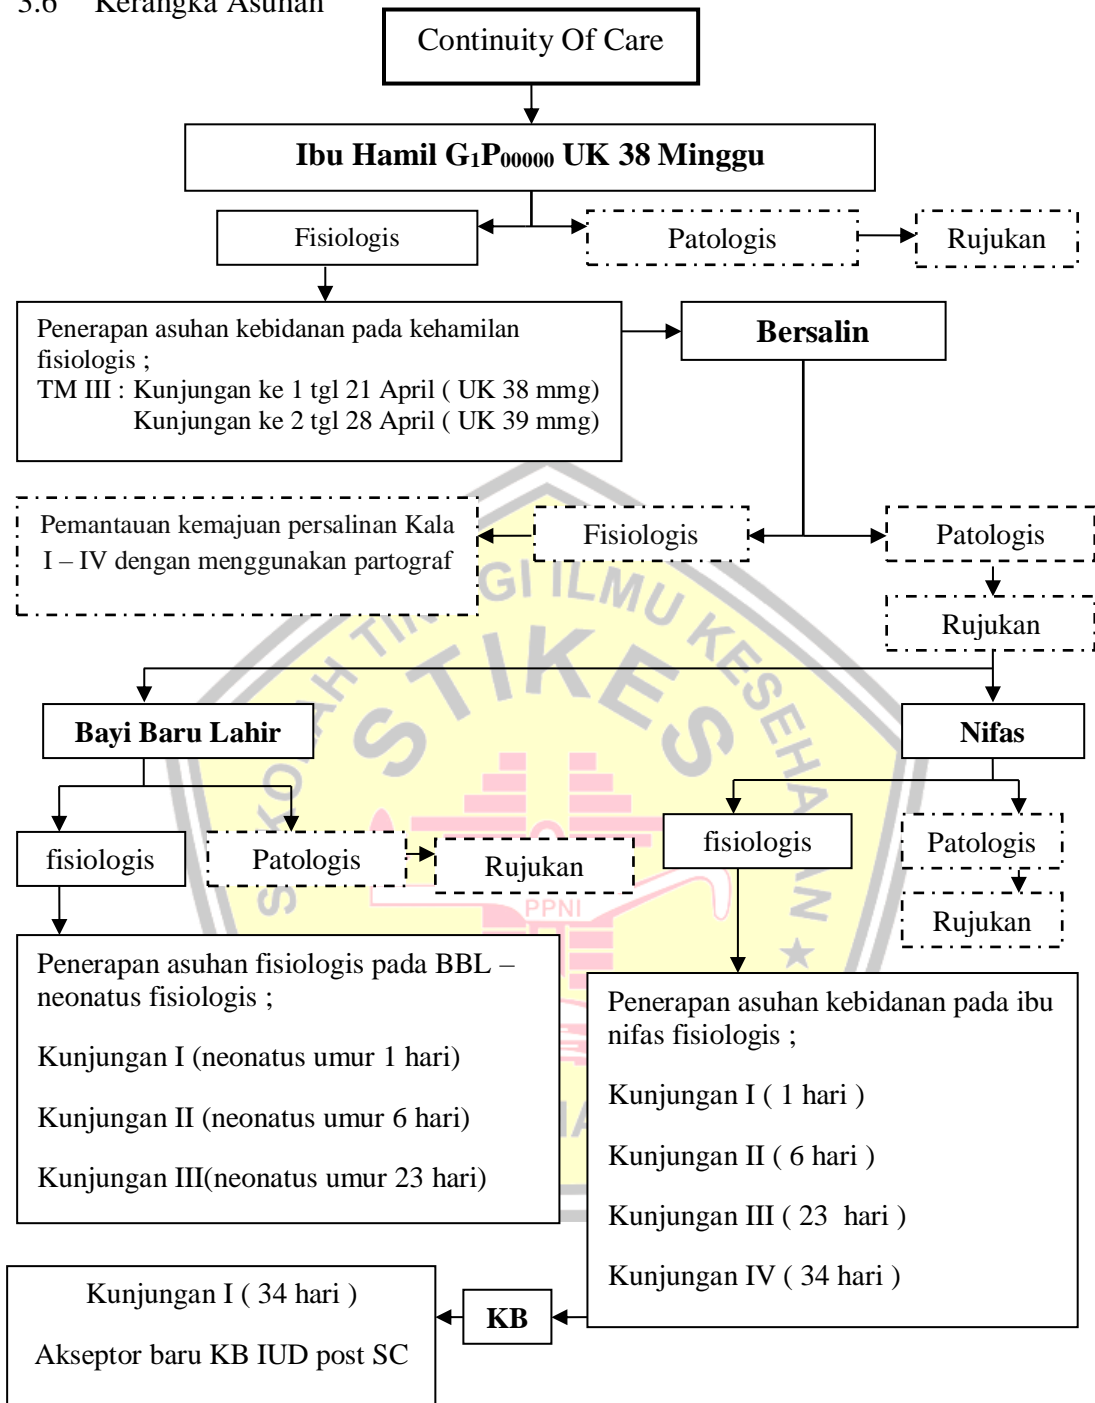 3.6 Kerangka Asuhan
Continuity Of Care
Ibu Hamil G1P00000 UK 38 Minggu
Fisiologis
Patologis
Rujukan
Penerapan asuhan kebidanan pada kehamilan
fisiologis ;
TM III : Kunjungan ke 1 tgl 21 April ( UK 38 mmg)
Kunjungan ke 2 tgl 28 April ( UK 39 mmg)
Bersalin
Pemantauan kemajuan persalinan Kala
I – IV dengan menggunakan partograf
Fisiologis
Patologis
Rujukan
Bayi Baru Lahir
Nifas
fisiologis
Patologis
Rujukan
fisiologis
Patologis
Rujukan
Penerapan asuhan fisiologis pada BBL –
neonatus fisiologis ;
Kunjungan I (neonatus umur 1 hari)
Kunjungan II (neonatus umur 6 hari)
Kunjungan III(neonatus umur 23 hari)
Penerapan asuhan kebidanan pada ibu
nifas fisiologis ;
Kunjungan I ( 1 hari )
Kunjungan II ( 6 hari )
Kunjungan III ( 23 hari )
Kunjungan IV ( 34 hari )
KB
Kunjungan I ( 34 hari )
Akseptor baru KB IUD post SC
STIKES
ILMU KESEHATAN
PPNI